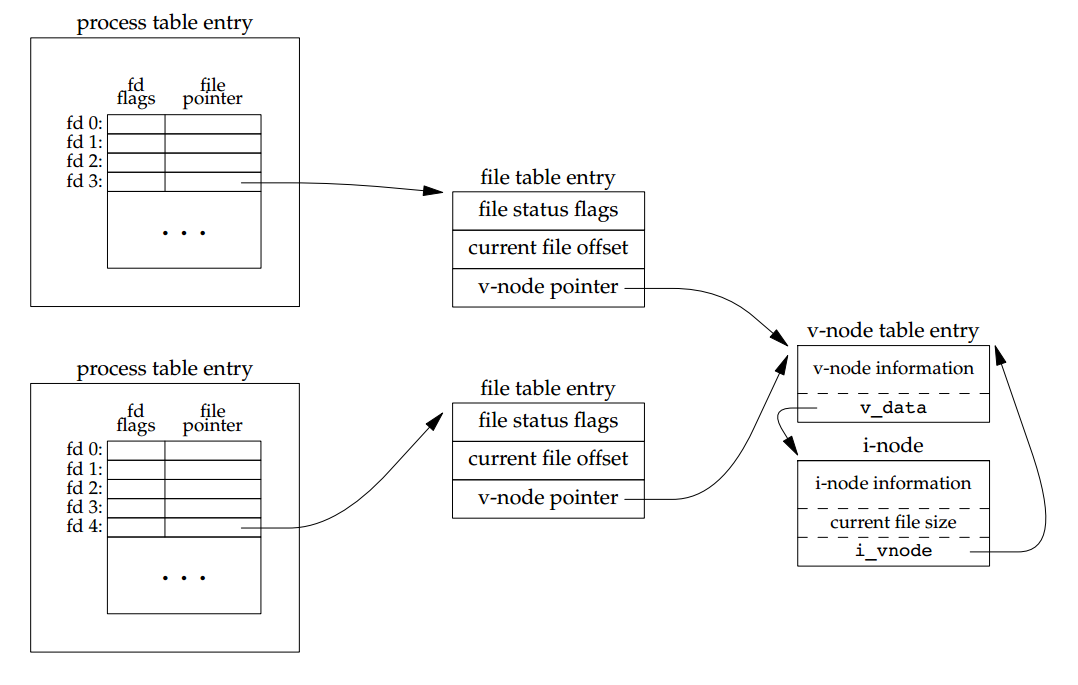 process table entry
fd file
flags pointer
fd 0:
fd 1:
fd 2:
fd 3:
. . .
file table entry
file status flags
current file offset
v-node pointer
process table entry
fd file
flags pointer
fd 0:
fd 1:
fd 2:
fd 3:
fd 4:
. . .
file table entry
file status flags
current file offset
v-node pointer
v-node table entry
v-node information
v_data
i-node
i-node information
current file size
i_vnode